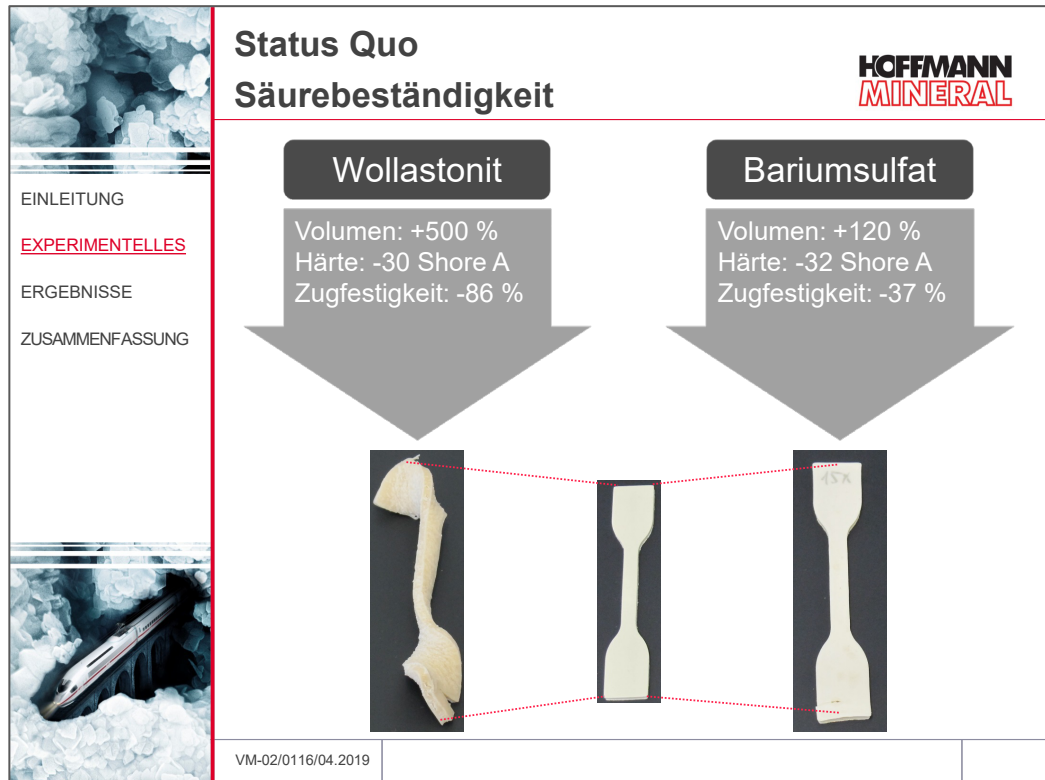 Status Quo
Säurebeständigkeit
HOFFMANN
MINERAL
EINLEITUNG
EXPERIMENTELLES
ERGEBNISSE
ZUSAMMENFASSUNG
Wollastonit
Volumen: +500 %
Härte: -30 Shore A
Zugfestigkeit: -86 %
Bariumsulfat
Volumen: +120 %
Härte: -32 Shore A
Zugfestigkeit: -37 %
VM-02/0116/04.2019